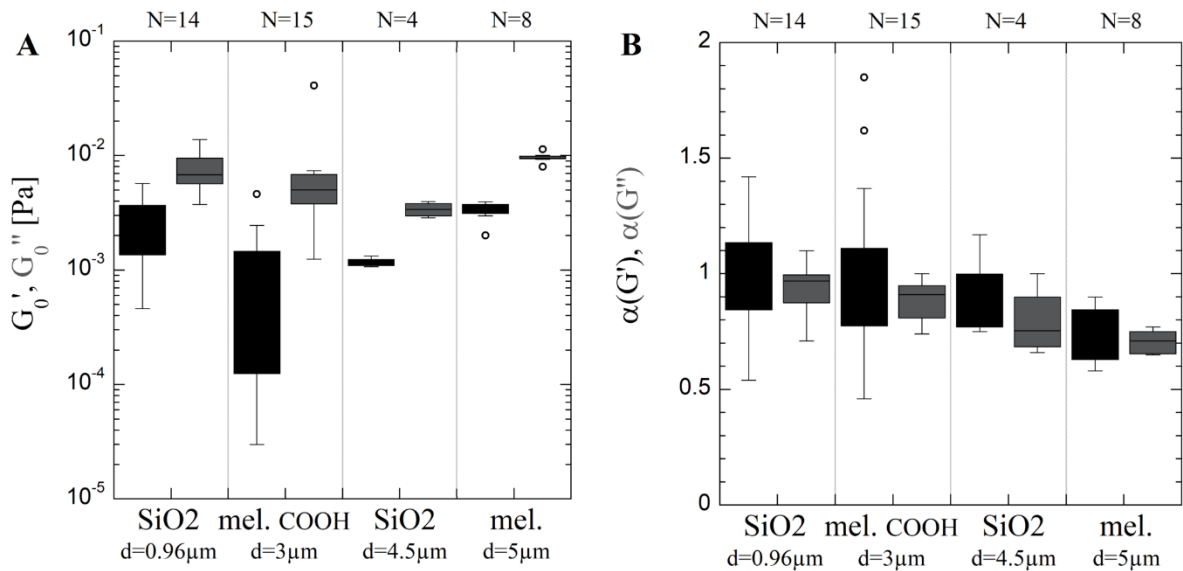 N=14 N=15 N=4 N=8
A
10⁻¹
10⁻²
10⁻³
10⁻⁴
10⁻⁵
G₀', G₀'' [Pa]
SiO2 mel. COOH SiO2 mel.
d=0.96µm d=3µm d=4.5µm d=5µm
N=14 N=15 N=4 N=8
B
2
1.5
1
0.5
0
α(G'), α(G'')
SiO2 mel. COOH SiO2 mel.
d=0.96µm d=3µm d=4.5µm d=5µm